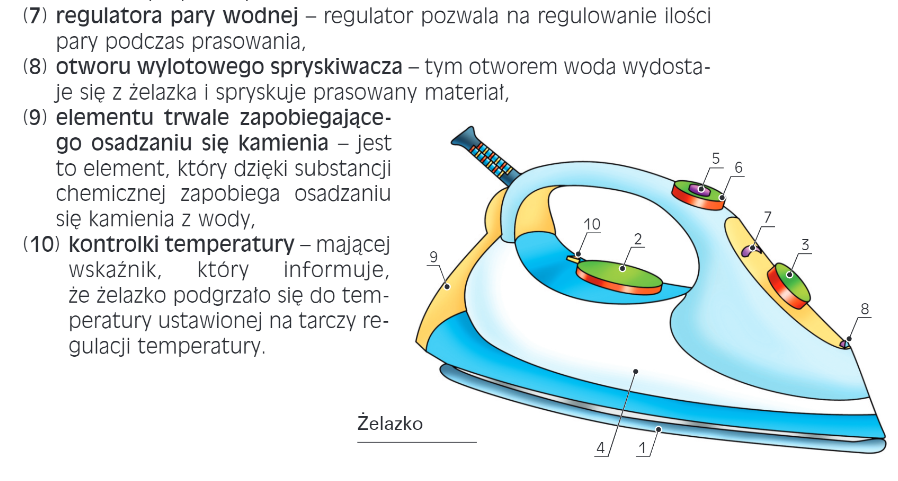 (7) regulatora pary wodnej – regulator pozwala na regulowanie ilości
pary podczas prasowania,
(8) otworu wylotowego spryskiwacza – tym otworem woda wydosta-
je się z żelazka i spryskuje prasowany materiał,
(9) elementu trwale zapobiegające-
go osadzaniu się kamienia – jest
to element, który dzięki substancji
chemicznej zapobiega osadzaniu
się kamienia z wody,
(10) kontrolki temperatury – mającej
wskaźnik, który informuje,
że żelazko podgrzało się do tem-
peratury ustawionej na tarczy re-
gulacji temperatury.
5
6
7
10
2
3
9
8
Żelazko
4
1